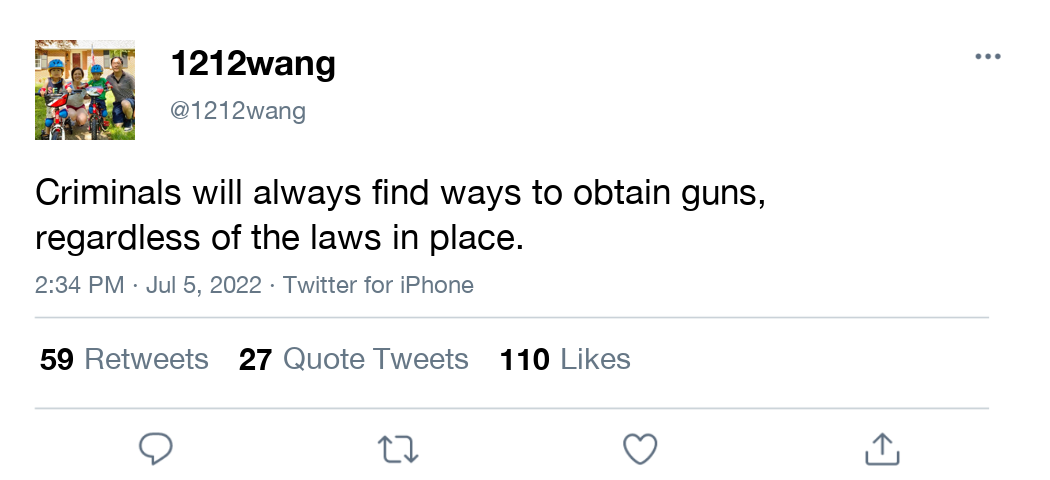 1212wang
@1212wang
Criminals will always find ways to obtain guns,
regardless of the laws in place.
2:34 PM · Jul 5, 2022 · Twitter for iPhone
59 Retweets 27 Quote Tweets 110 Likes